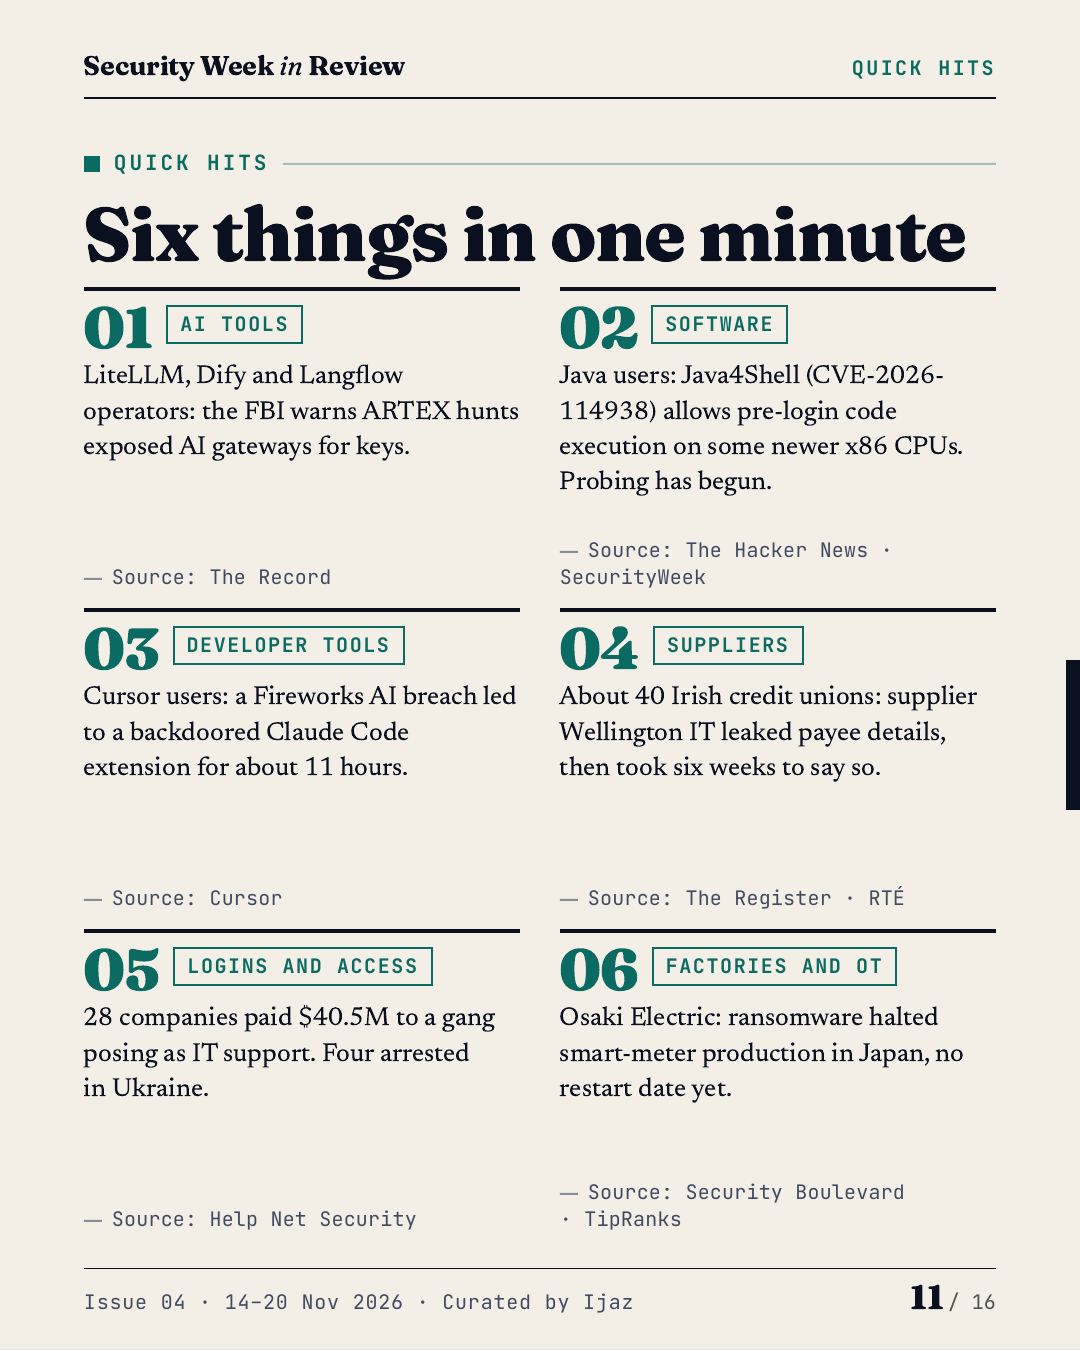 Security Week in Review
QUICK HITS
QUICK HITS
Six things in one minute
01 AI TOOLS
LiteLLM, Dify and Langflow
operators: the FBI warns ARTEX hunts
exposed AI gateways for keys.
— Source: The Record
02 SOFTWARE
Java users: Java4Shell (CVE-2026-
114938) allows pre-login code
execution on some newer x86 CPUs.
Probing has begun.
— Source: The Hacker News ·
SecurityWeek
03 DEVELOPER TOOLS
Cursor users: a Fireworks AI breach led
to a backdoored Claude Code
extension for about 11 hours.
— Source: Cursor
04 SUPPLIERS
About 40 Irish credit unions: supplier
Wellington IT leaked payee details,
then took six weeks to say so.
— Source: The Register · RTÉ
05 LOGINS AND ACCESS
28 companies paid $40.5M to a gang
posing as IT support. Four arrested
in Ukraine.
— Source: Help Net Security
06 FACTORIES AND OT
Osaki Electric: ransomware halted
smart-meter production in Japan, no
restart date yet.
— Source: Security Boulevard
· TipRanks
Issue 04 · 14–20 Nov 2026 · Curated by Ijaz
11 / 16